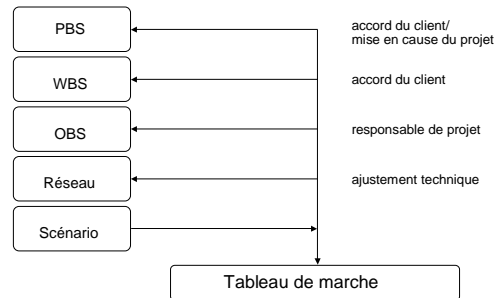 PBS
accord du client/
mise en cause du projet
WBS
accord du client
OBS
responsable de projet
Réseau
ajustement technique
Scénario
Tableau de marche